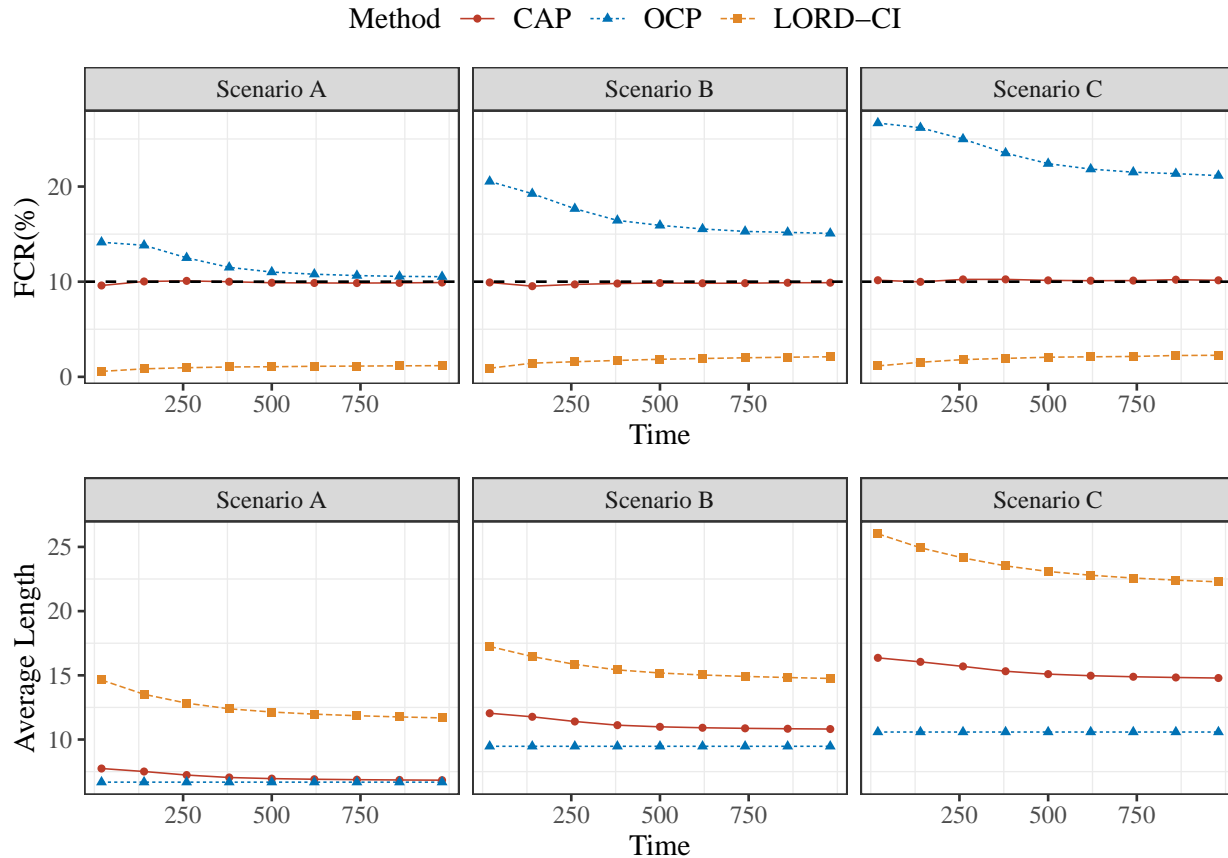 Method CAP OCP LORD−CI
Scenario A Scenario B Scenario C
FCR(%)
20
10
0
250 500 750 250 500 750 250 500 750
Time
Scenario A Scenario B Scenario C
Average Length
25
20
15
10
250 500 750 250 500 750 250 500 750
Time